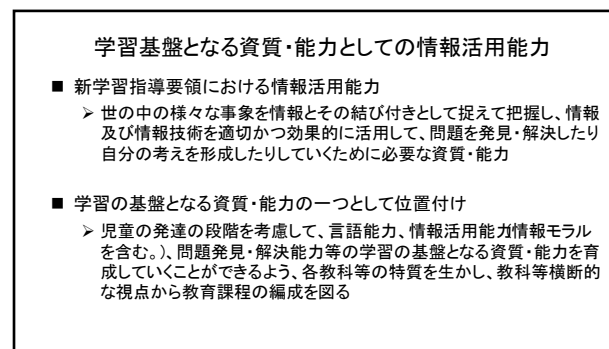 学習基盤となる資質・能力としての情報活用能力
■ 新学習指導要領における情報活用能力
➢ 世の中の様々な事象を情報とその結び付きとして捉えて把握し、情報
及び情報技術を適切かつ効果的に活用して、問題を発見・解決したり
自分の考えを形成したりしていくために必要な資質・能力
■ 学習の基盤となる資質・能力の一つとして位置付け
➢ 児童の発達の段階を考慮して、言語能力、情報活用能力(情報モラル
を含む。)、問題発見・解決能力等の学習の基盤となる資質・能力を育
成していくことができるよう、各教科等の特質を生かし、教科等横断的
な視点から教育課程の編成を図る